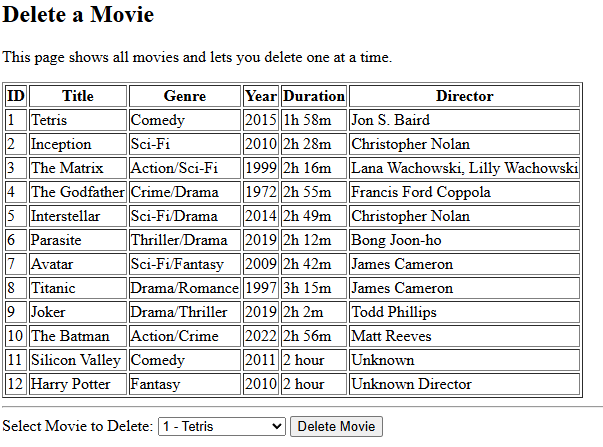 Delete a Movie
This page shows all movies and lets you delete one at a time.
ID Title Genre Year Duration Director
1 Tetris Comedy 2015 1h 58m Jon S. Baird
2 Inception Sci-Fi 2010 2h 28m Christopher Nolan
3 The Matrix Action/Sci-Fi 1999 2h 16m Lana Wachowski, Lilly Wachowski
4 The Godfather Crime/Drama 1972 2h 55m Francis Ford Coppola
5 Interstellar Sci-Fi/Drama 2014 2h 49m Christopher Nolan
6 Parasite Thriller/Drama 2019 2h 12m Bong Joon-ho
7 Avatar Sci-Fi/Fantasy 2009 2h 42m James Cameron
8 Titanic Drama/Romance 1997 3h 15m James Cameron
9 Joker Drama/Thriller 2019 2h 2m Todd Phillips
10 The Batman Action/Crime 2022 2h 56m Matt Reeves
11 Silicon Valley Comedy 2011 2 hour Unknown
12 Harry Potter Fantasy 2010 2 hour Unknown Director
Select Movie to Delete: 1 - Tetris Delete Movie